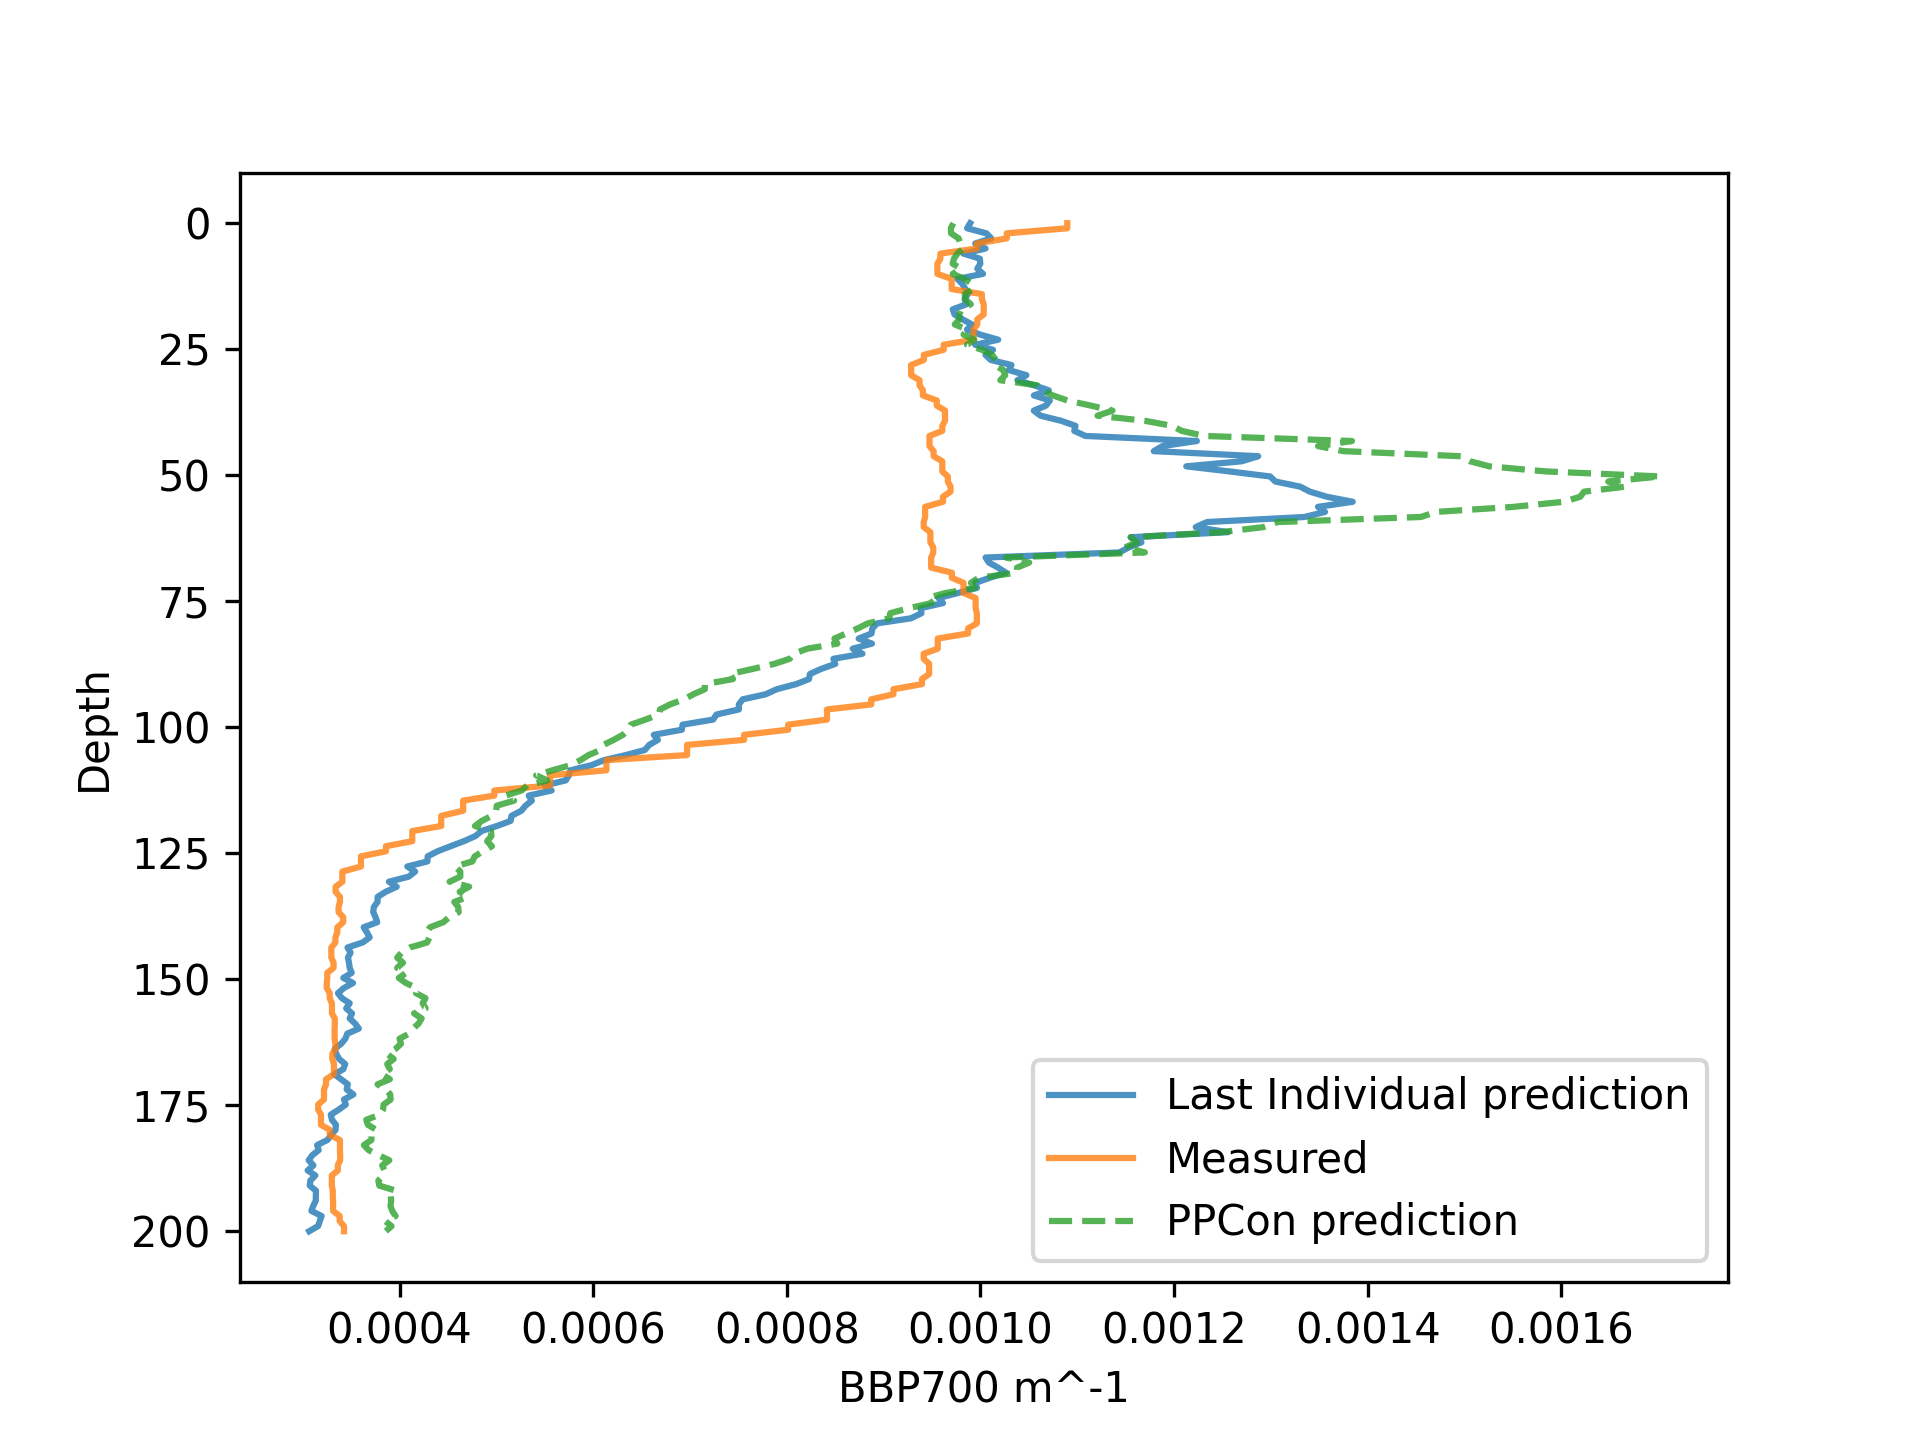 0
25
50
75
100
125
150
175
200
Depth
0.0004 0.0006 0.0008 0.0010 0.0012 0.0014 0.0016
BBP700 m^-1
Last Individual prediction
Measured
PPCon prediction